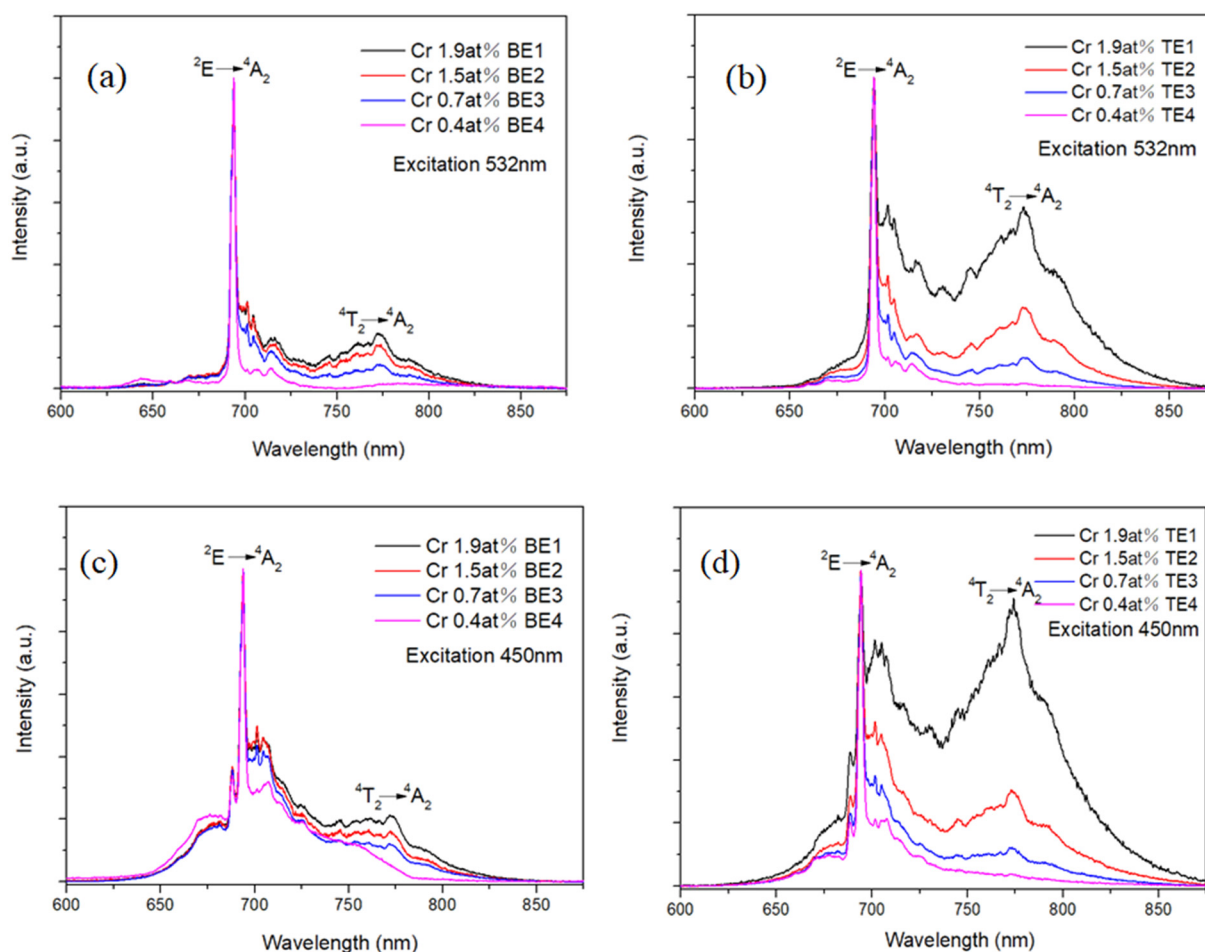 (a)
²E→⁴A₂
Cr 1.9at% BE1
Cr 1.5at% BE2
Cr 0.7at% BE3
Cr 0.4at% BE4
Excitation 532nm
⁴T₂→⁴A₂
Intensity (a.u.)
600 650 700 750 800 850
Wavelength (nm)
(b)
²E→⁴A₂
Cr 1.9at% TE1
Cr 1.5at% TE2
Cr 0.7at% TE3
Cr 0.4at% TE4
Excitation 532nm
⁴T₂→⁴A₂
Intensity (a.u.)
600 650 700 750 800 850
Wavelength (nm)
(c)
²E→⁴A₂
Cr 1.9at% BE1
Cr 1.5at% BE2
Cr 0.7at% BE3
Cr 0.4at% BE4
Excitation 450nm
⁴T₂→⁴A₂
Intensity (a.u.)
600 650 700 750 800 850
Wavelength (nm)
(d)
²E→⁴A₂
Cr 1.9at% TE1
Cr 1.5at% TE2
Cr 0.7at% TE3
Cr 0.4at% TE4
Excitation 450nm
⁴T₂→⁴A₂
Intensity (a.u.)
600 650 700 750 800 850
Wavelength (nm)